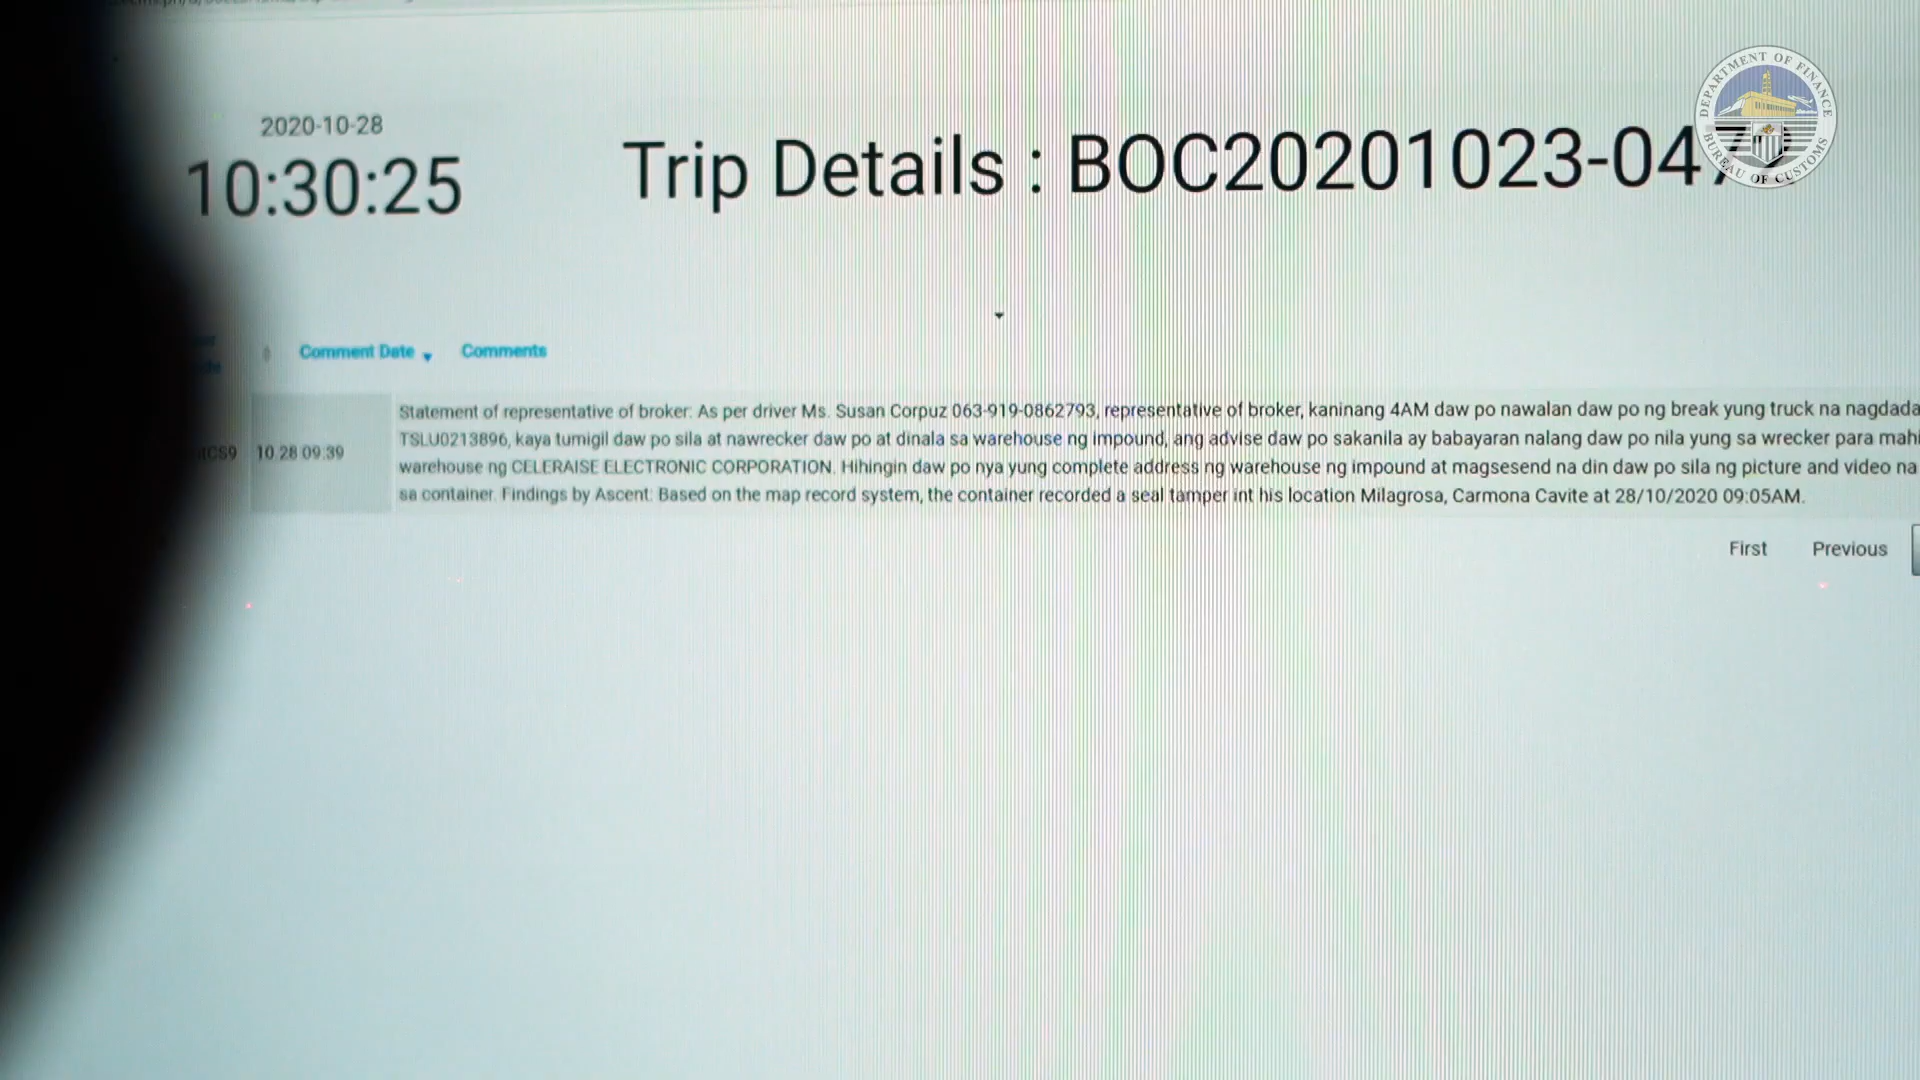 DEPARTMENT OF FINANCE
BUREAU OF CUSTOMS
2020-10-28
10:30:25
Trip Details : BOC20201023-047
Comment Date
Comments
10.28 09:39
Statement of representative of broker: As per driver Ms. Susan Corpuz 063-919-0862793, representative of broker, kaninang 4AM daw po nawalan daw po ng break yung truck na
TSLU0213896, kaya tumigil daw po sila at nawrecker daw po at dinala sa warehouse ng impound, ang advise daw po sakanila ay babayaran nalang daw po nila yung sa wrecker para
warehouse ng CELERAISE ELECTRONIC CORPORATION. Hihingin daw po nya yung complete address ng warehouse ng impound at magsesend na din daw po sila ng picture and video na
sa container. Findings by Ascent: Based on the map record system, the container recorded a seal tamper int his location Milagrosa, Carmona Cavite at 28/10/2020 09:05AM.
First
Previous